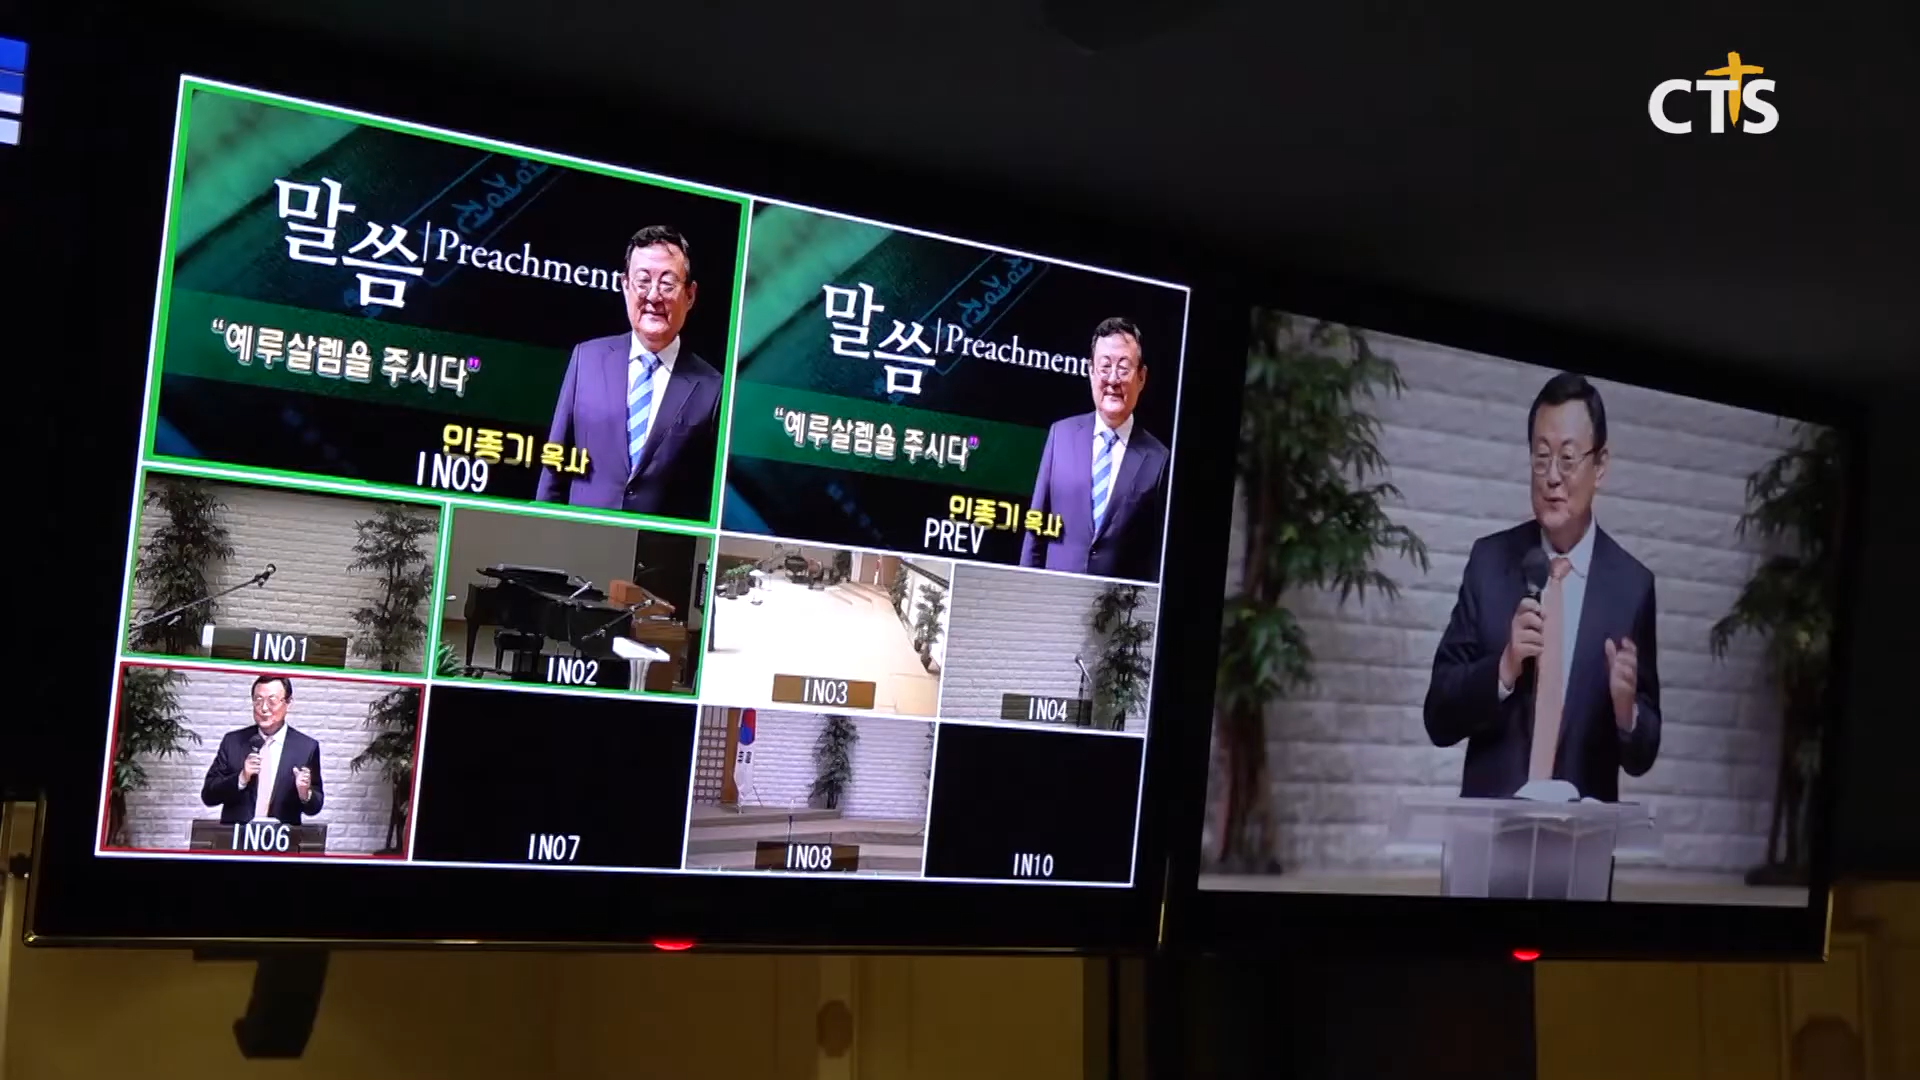 CTS
말씀 | Preachment
“예루살렘을 주시다”
민종기 목사
IN09
말씀 | Preachment
“예루살렘을 주시다”
민종기 목사
PREV
IN01
IN02
IN03
IN04
IN06
IN07
IN08
IN10